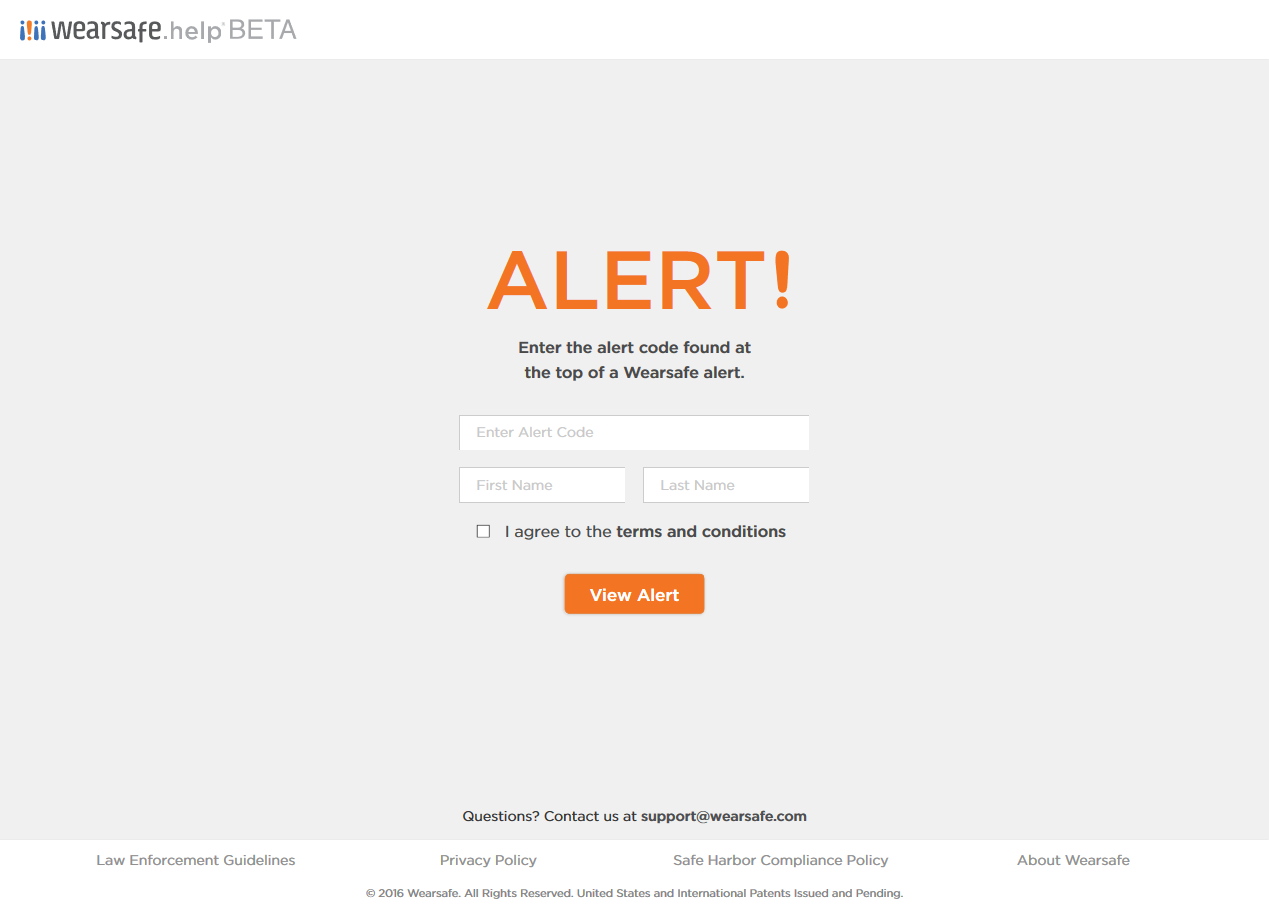 wearsafe.help® BETA
ALERT!
Enter the alert code found at
the top of a Wearsafe alert.
Enter Alert Code
First Name Last Name
I agree to the terms and conditions
View Alert
Questions? Contact us at support@wearsafe.com
Law Enforcement Guidelines Privacy Policy Safe Harbor Compliance Policy About Wearsafe
© 2016 Wearsafe. All Rights Reserved. United States and International Patents Issued and Pending.